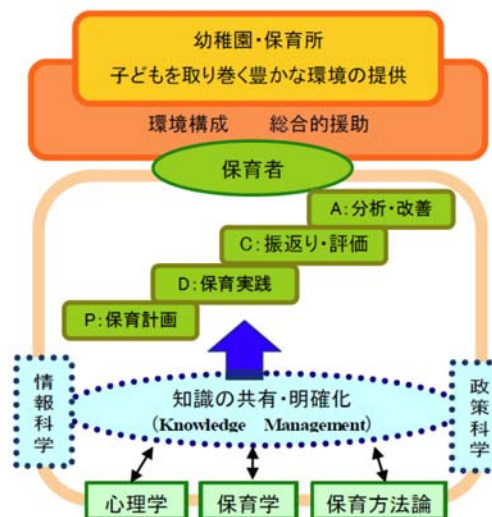 幼稚園・保育所
子どもを取り巻く豊かな環境の提供
環境構成　総合的援助
保育者
A:分析・改善
C:振返り・評価
D:保育実践
P:保育計画
情報科学
知識の共有・明確化
(Knowledge Management)
政策科学
心理学
保育学
保育方法論